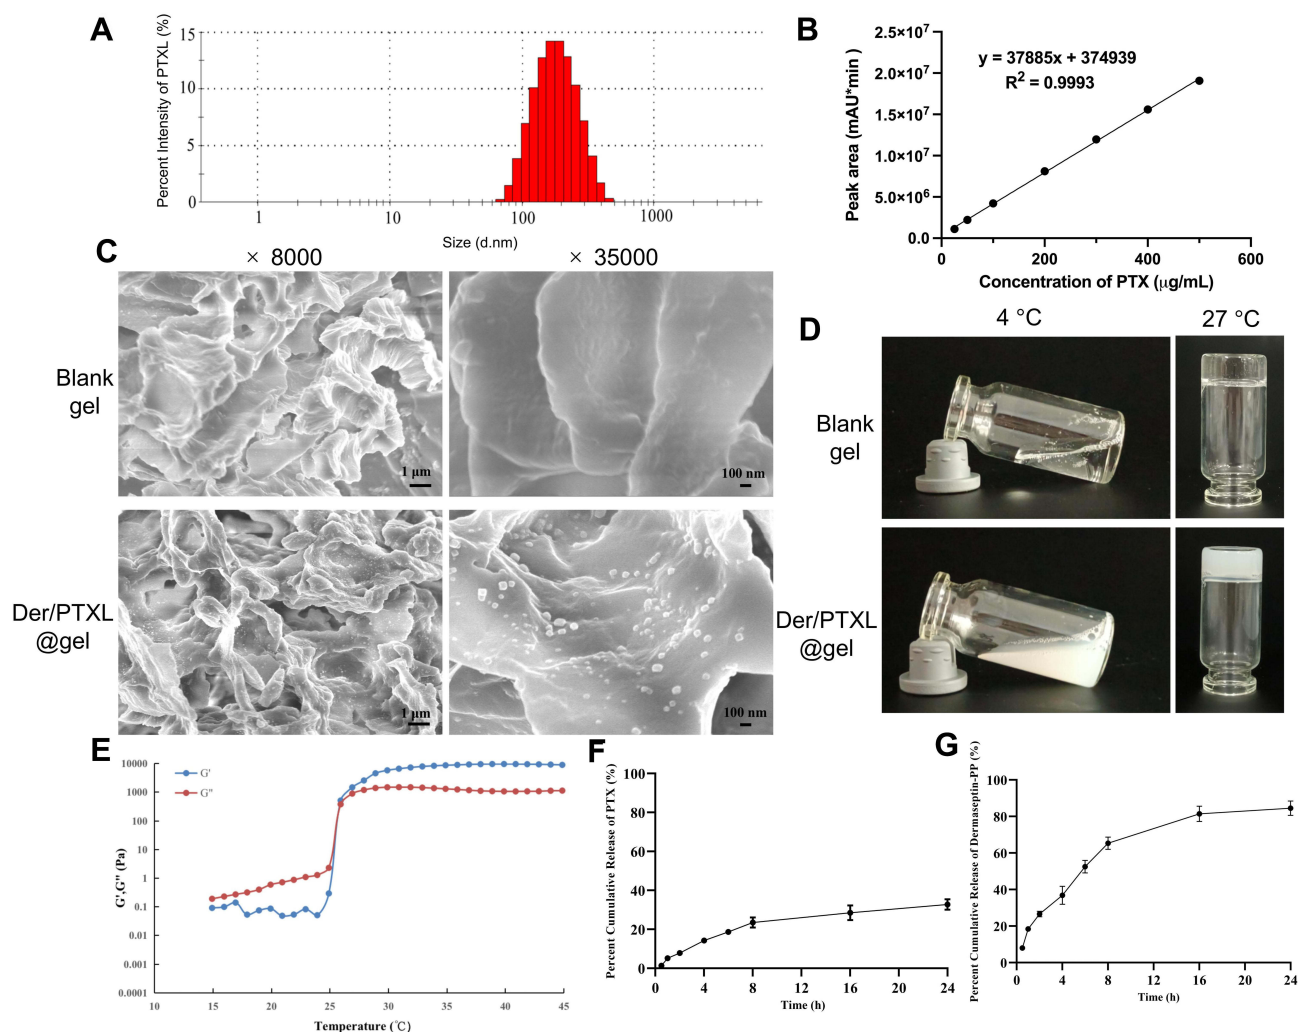 A
Percent Intensity of PTXL (%)
15
10
5
0
1
10
100
1000
Size (d.nm)
B
Peak area (mAU*min )
2.5×10⁷
2.0×10⁷
1.5×10⁷
1.0×10⁷
5.0×10⁶
0.0
y = 37885x + 374939
R² = 0.9993
0
200
400
600
Concentration of PTX (μg/mL)
C
× 8000
× 35000
Blank
gel
1 μm
100 nm
Der/PTXL
@gel
1 μm
100 nm
D
4 °C
27 °C
Blank
gel
Der/PTXL
@gel
E
G',G'' (Pa)
10000
1000
100
10
1
0.1
0.01
0.001
0.0001
G'
G''
10
15
20
25
30
35
40
45
Temperature (℃)
F
Percent Cumulative Release of PTX (%)
100
80
60
40
20
0
0
4
8
12
16
20
24
Time (h)
G
Percent Cumulative Release of Dermaseptin-PP (%)
100
80
60
40
20
0
0
4
8
12
16
20
24
Time (h)